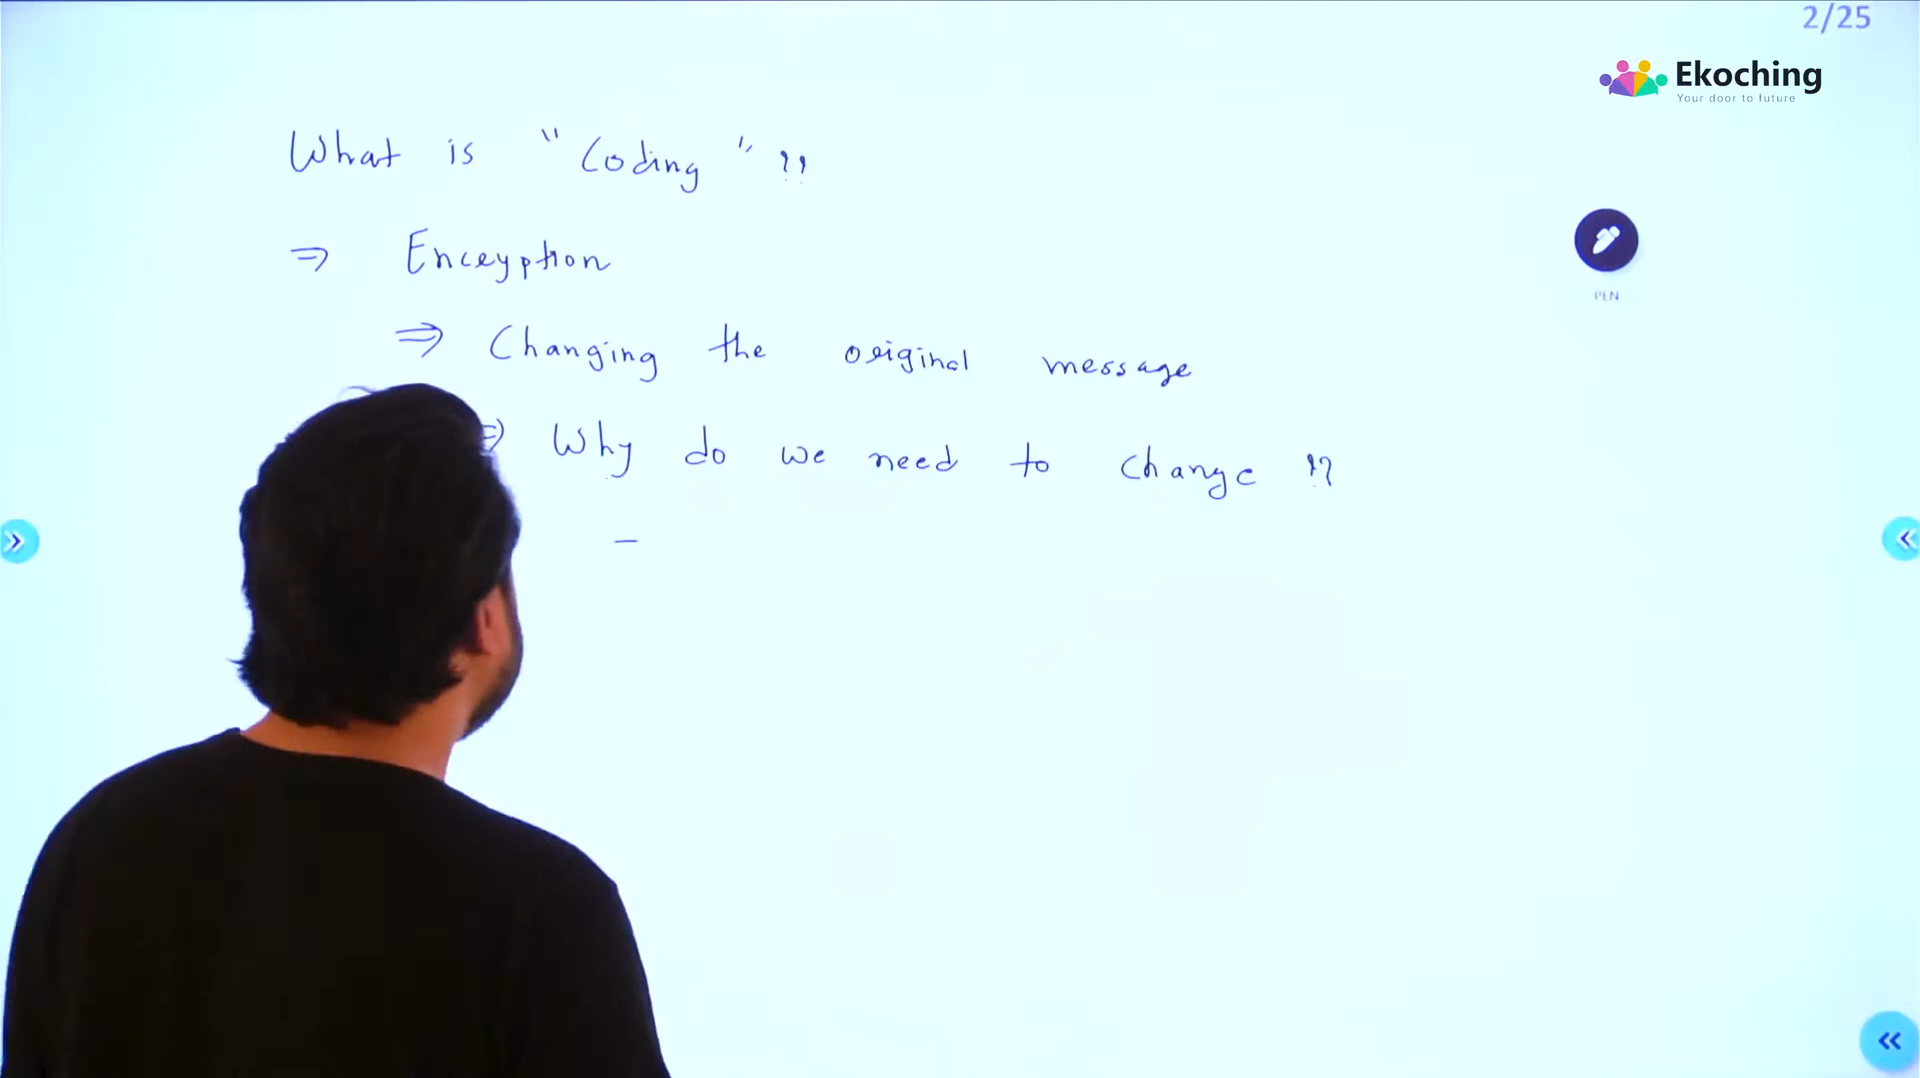 2/25
Ekoching
Your door to future
What is "Coding" ??
⇒ Encryption
⇒ Changing the original message
⇒ Why do we need to change ??
–
PEN